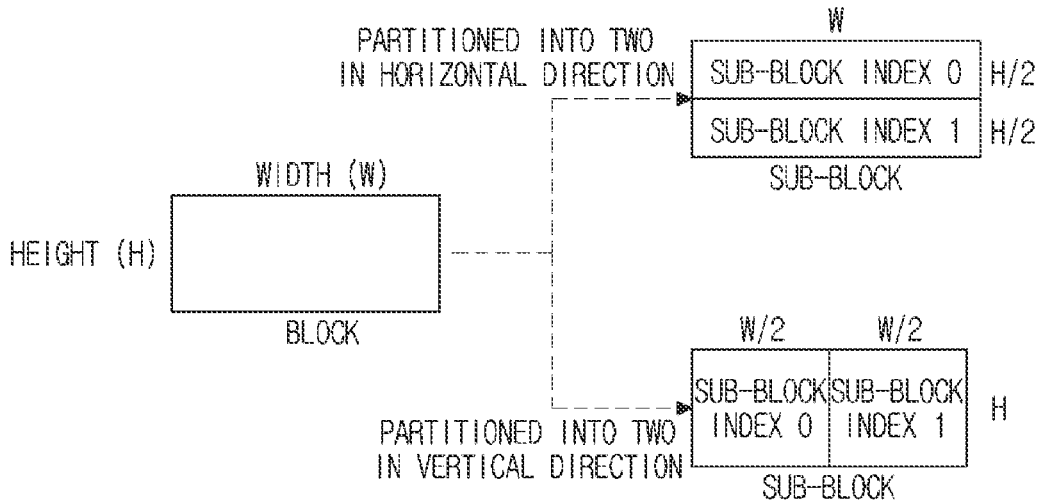 PARTITIONED INTO TWO
IN HORIZONTAL DIRECTION
W
SUB-BLOCK INDEX 0
H/2
SUB-BLOCK INDEX 1
H/2
SUB-BLOCK
WIDTH (W)
HEIGHT (H)
BLOCK
W/2
W/2
SUB-BLOCK
INDEX 0
SUB-BLOCK
INDEX 1
H
PARTITIONED INTO TWO
IN VERTICAL DIRECTION
SUB-BLOCK